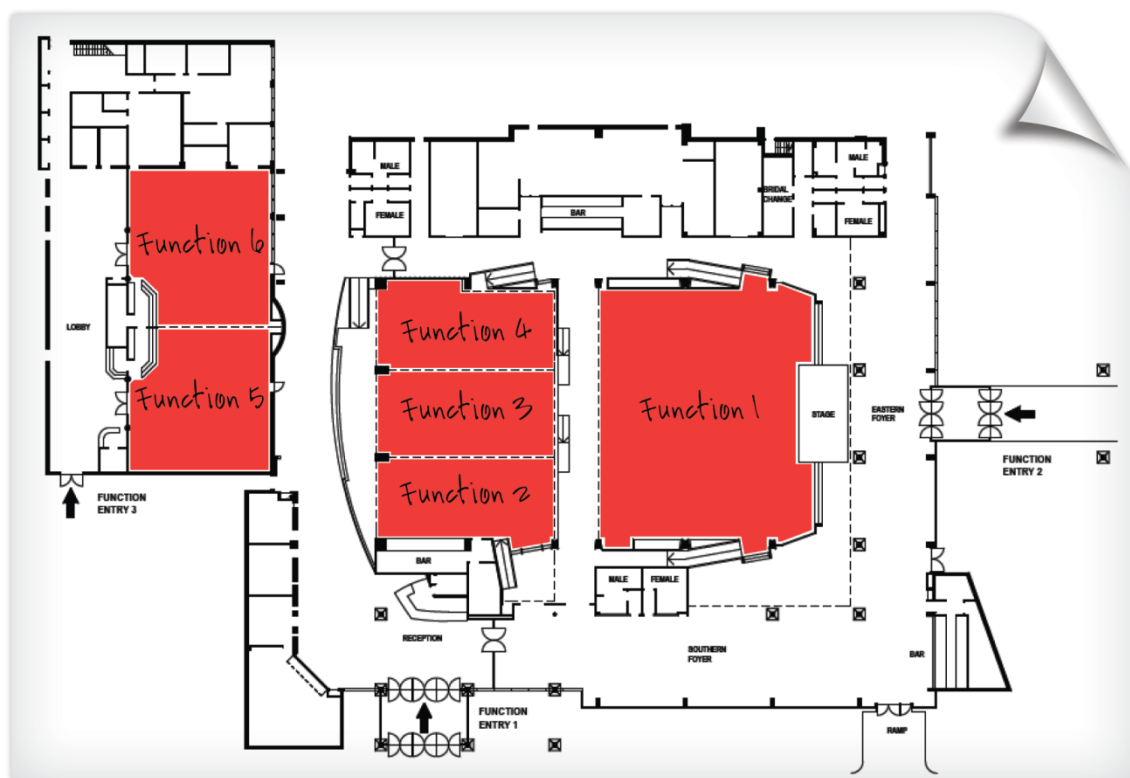 MALE
FEMALE
BAR
BRIDAL
CHANGE
MALE
FEMALE
Function 6
LOBBY
Function 5
Function 4
Function 3
Function 2
Function 1
STAGE
EASTERN
FOYER
FUNCTION
ENTRY 2
FUNCTION
ENTRY 3
BAR
MALE
FEMALE
RECEPTION
SOUTHERN
FOYER
BAR
FUNCTION
ENTRY 1
RAMP